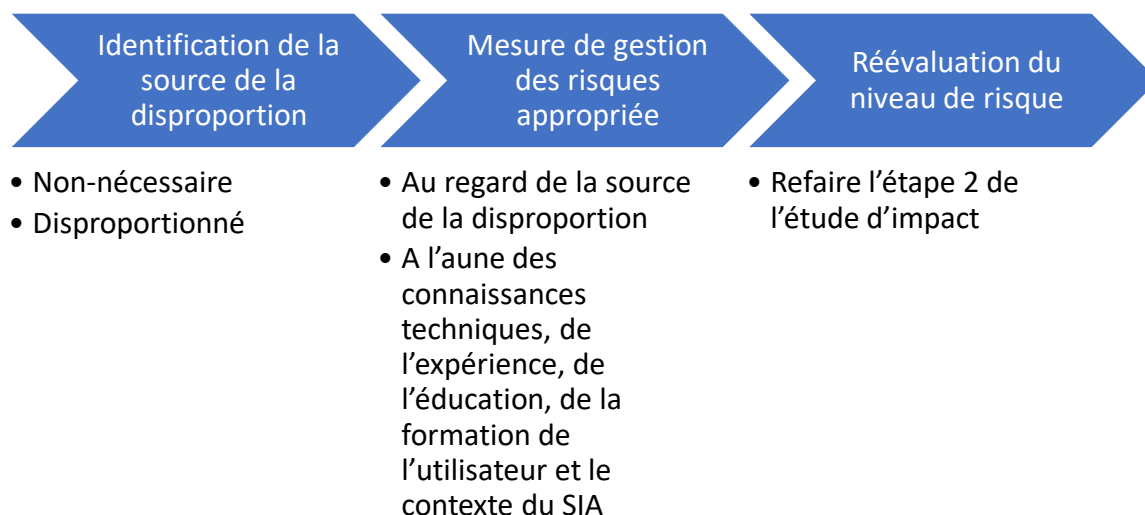 Identification de la
source de la
disproportion
• Non-nécessaire
• Disproportionné
Mesure de gestion
des risques
appropriée
• Au regard de la source
de la disproportion
• A l’aune des
connaissances
techniques, de
l’expérience, de
l’éducation, de la
formation de
l’utilisateur et le
contexte du SIA
Réévaluation du
niveau de risque
• Refaire l’étape 2 de
l’étude d’impact